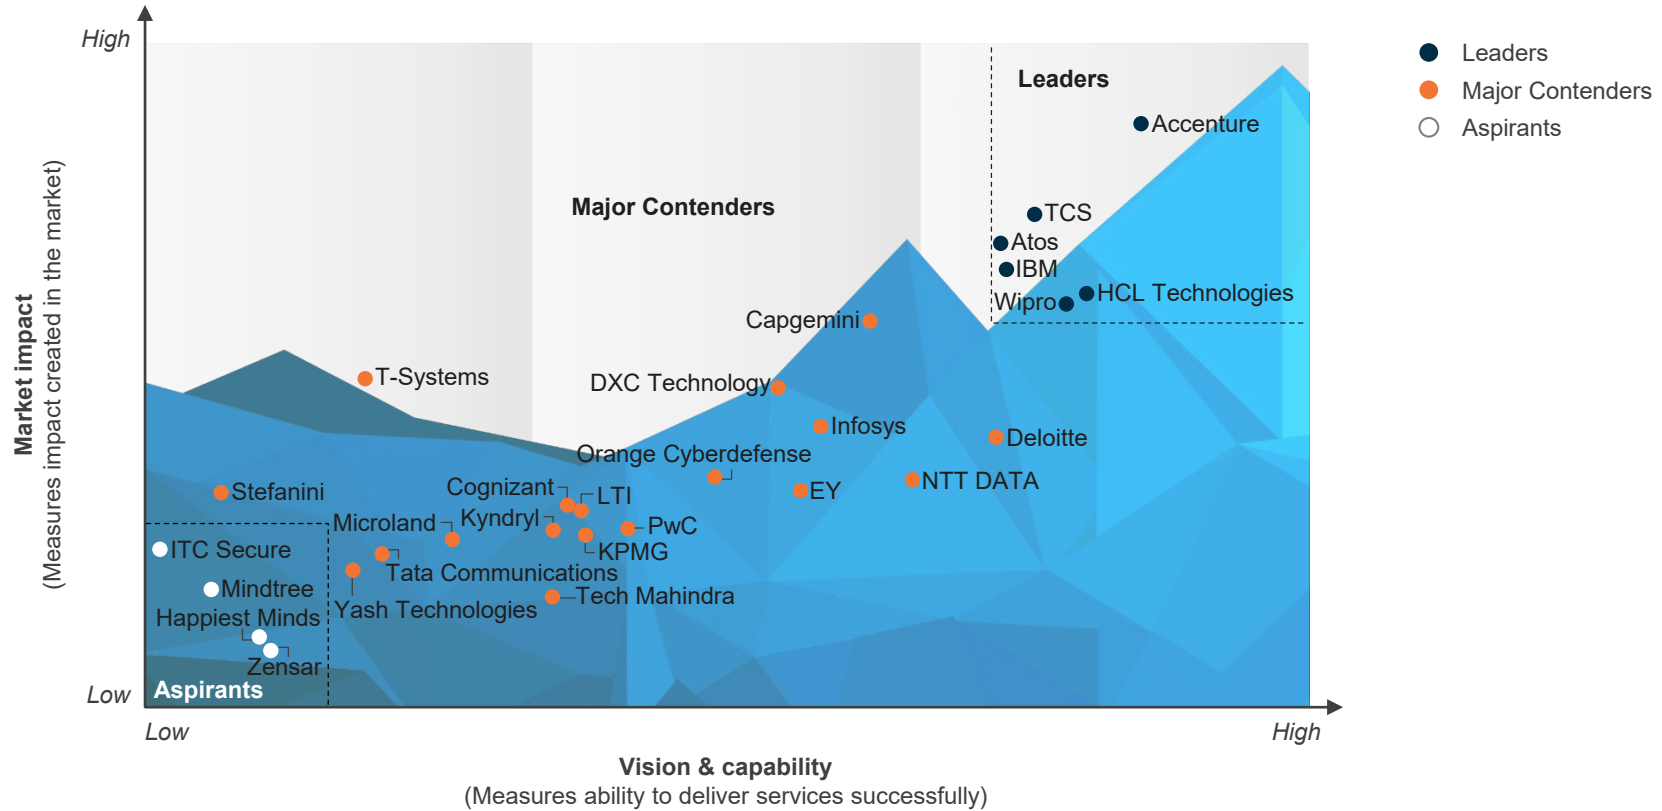 High
Leaders
Leaders
Major Contenders
Aspirants
Accenture
Major Contenders
TCS
Atos
IBM
HCL Technologies
Wipro
Capgemini
T-Systems
DXC Technology
Infosys
Deloitte
Orange Cyberdefense
NTT DATA
EY
Stefanini
Cognizant
LTI
Microland
Kyndryl
PwC
KPMG
ITC Secure
Tata Communications
Mindtree
Yash Technologies
Tech Mahindra
Happiest Minds
Zensar
Aspirants
Market impact
(Measures impact created in the market)
Low
Low
High
Vision & capability
(Measures ability to deliver services successfully)